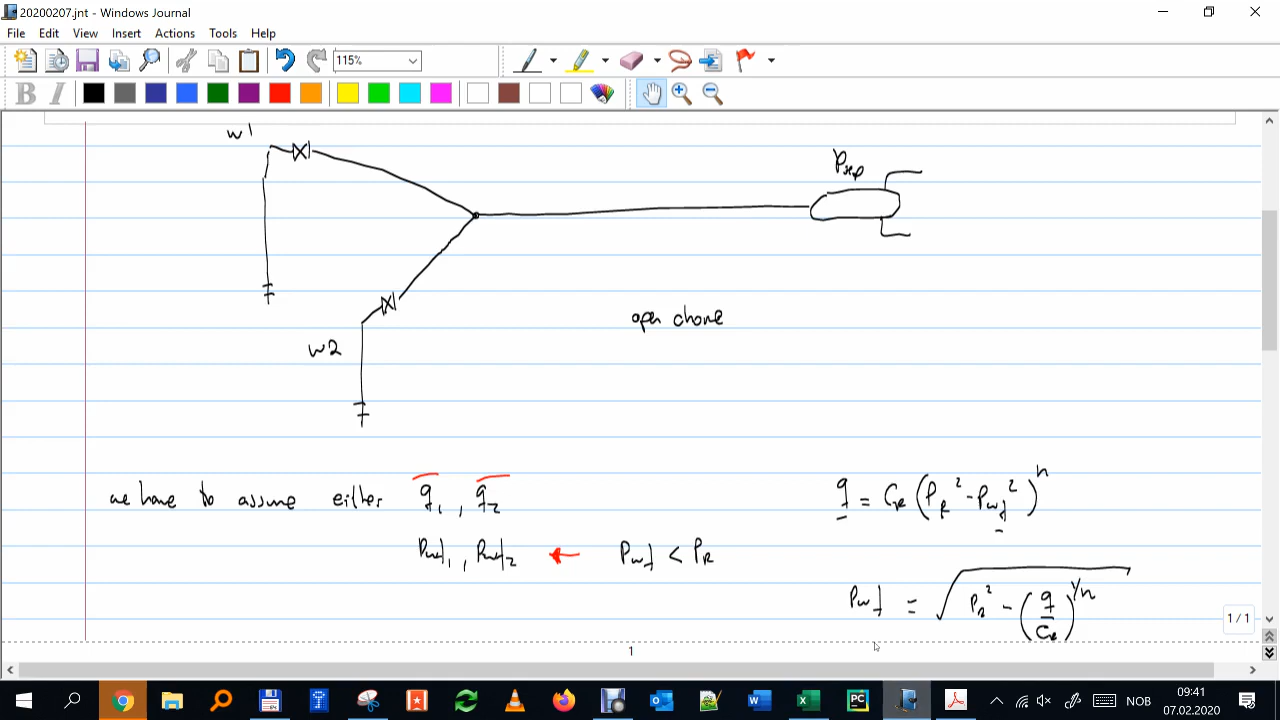 20200207.jnt - Windows Journal
File Edit View Insert Actions Tools Help
115%
B I
w1
Psep
open choke
w2
we have to assume either q1, q2
q = CR (PR² - Pwf²)ⁿ
Pwf1, Pwf2 ← Pwf < PR
Pwf = √ PR² - (q/CR)^1/n
1 / 1
1
NOB
09:41
07.02.2020